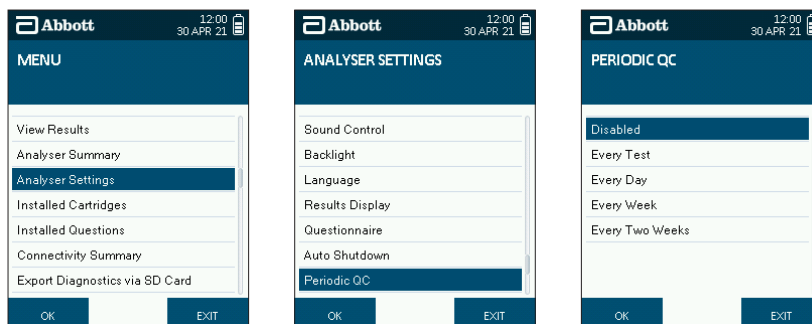 Abbott
12:00
30 APR 21
MENU
View Results
Analyser Summary
Analyser Settings
Installed Cartridges
Installed Questions
Connectivity Summary
Export Diagnostics via SD Card
OK EXIT
Abbott
12:00
30 APR 21
ANALYSER SETTINGS
Sound Control
Backlight
Language
Results Display
Questionnaire
Auto Shutdown
Periodic QC
OK EXIT
Abbott
12:00
30 APR 21
PERIODIC QC
Disabled
Every Test
Every Day
Every Week
Every Two Weeks
OK EXIT